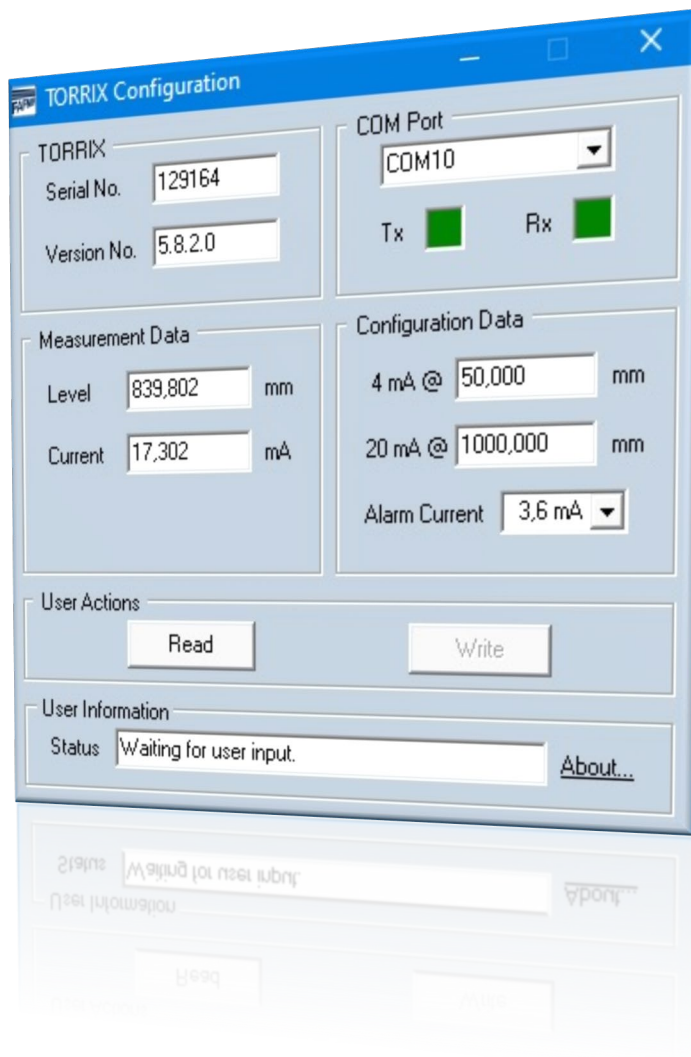 TORRIX Configuration
TORRIX
Serial No. 129164
Version No. 5.8.2.0
COM Port
COM10
Tx Rx
Measurement Data
Level 839,802 mm
Current 17,302 mA
Configuration Data
4 mA @ 50,000 mm
20 mA @ 1000,000 mm
Alarm Current 3,6 mA
User Actions
Read Write
User Information
Status Waiting for user input. About...